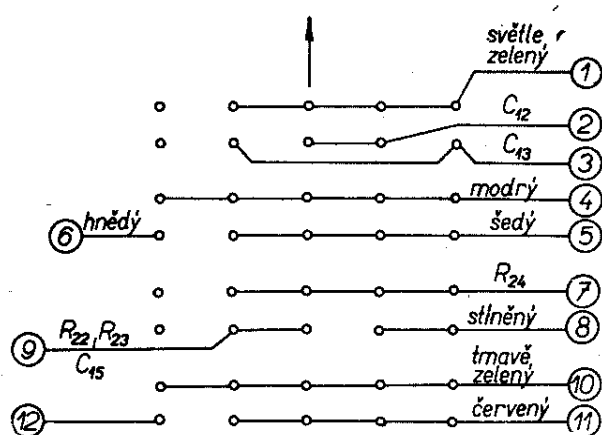 světle
zelený
1
C12
2
C13
3
modrý
4
6
hnědý
šedý
5
R24
7
R22, R23
stíněný
8
9
C15
tmavě
zelený
10
12
červený
11